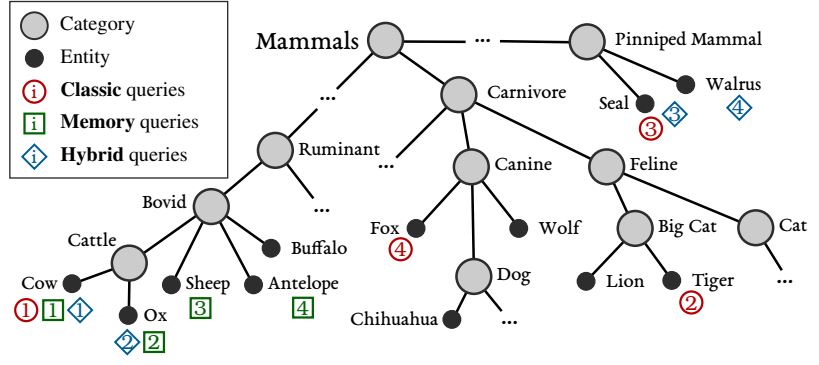 Category
Entity
i Classic queries
i Memory queries
i Hybrid queries
Mammals
...
Pinniped Mammal
Walrus
4
Seal
3
3
...
Carnivore
Ruminant
...
...
Canine
Feline
Bovid
Fox
4
Wolf
Big Cat
Cat
...
Cattle
Buffalo
Cow
1 1 1
Ox
2 2
Sheep
3
Antelope
4
Dog
Chihuahua
...
Lion
Tiger
2